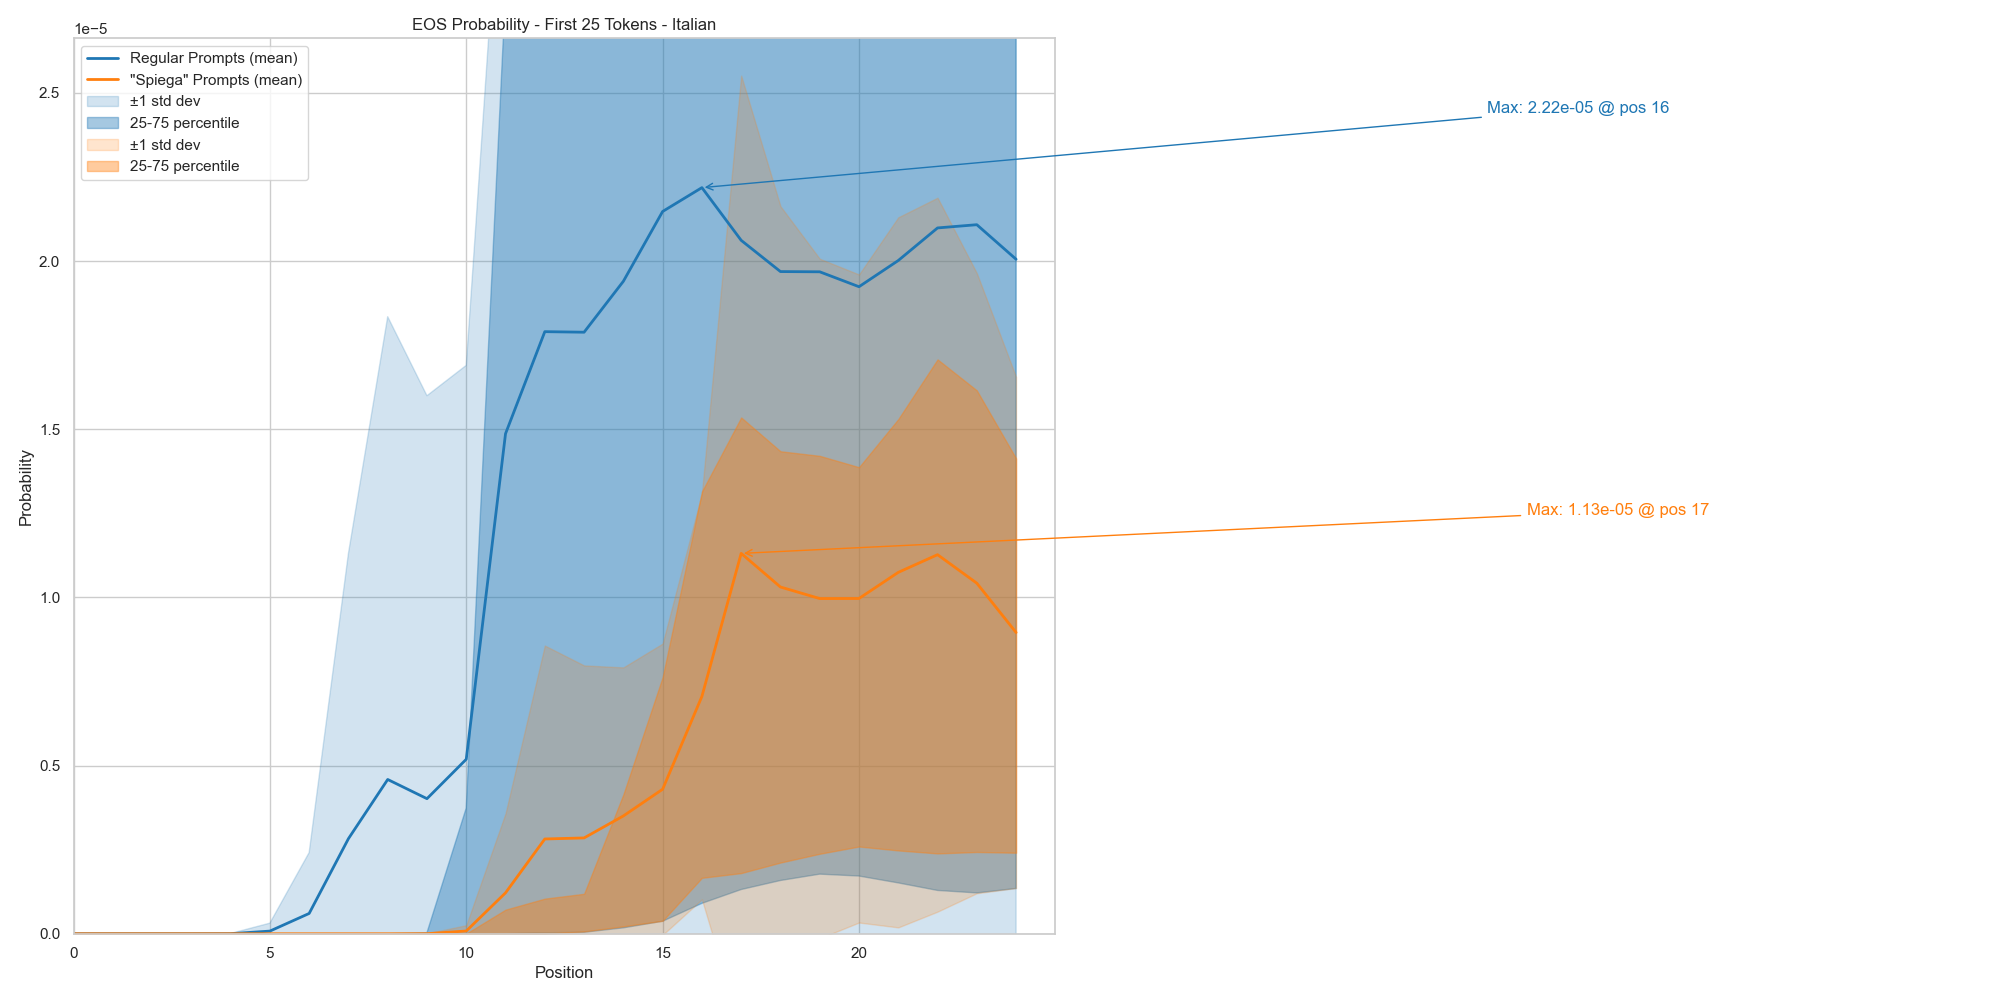 EOS Probability - First 25 Tokens - Italian
1e−5
Regular Prompts (mean)
"Spiega" Prompts (mean)
±1 std dev
25-75 percentile
±1 std dev
25-75 percentile
Max: 2.22e-05 @ pos 16
Max: 1.13e-05 @ pos 17
2.5
2.0
1.5
1.0
0.5
0.0
Probability
0 5 10 15 20
Position